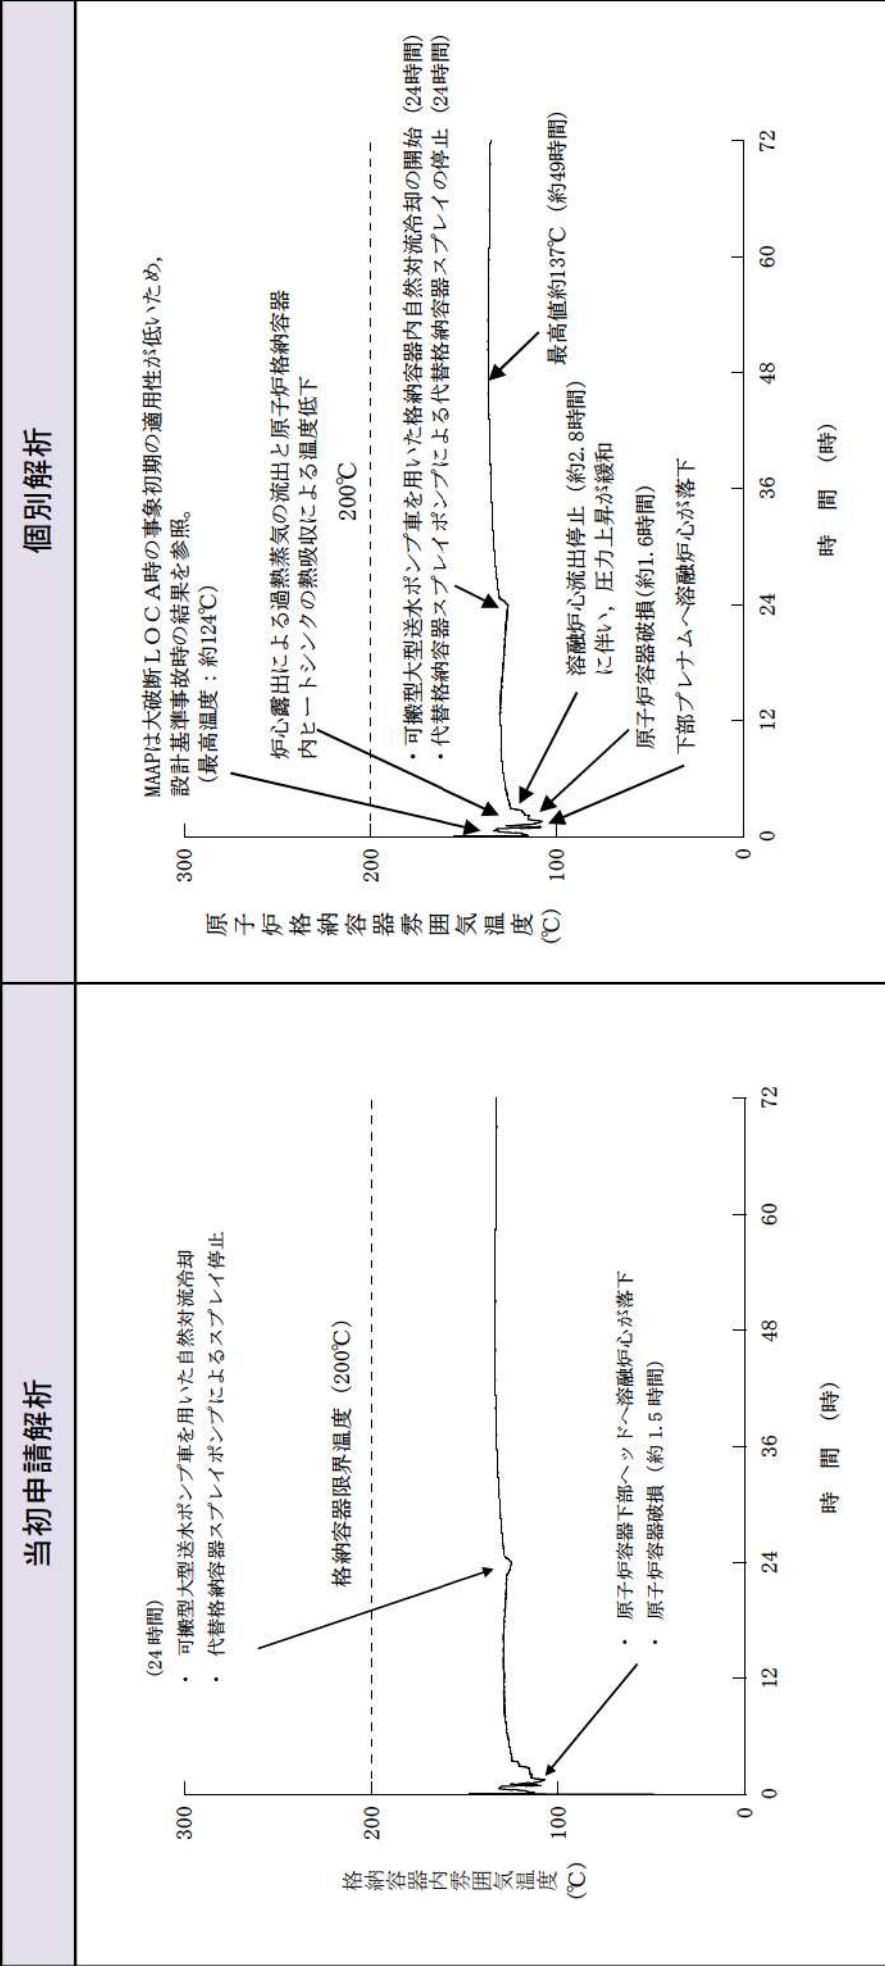 当初申請解析
(24 時間)
・ 可搬型大型送水ポンプ車を用いた自然対流冷却
・ 代替格納容器スプレイポンプによるスプレイ停止
格納容器限界温度(200℃)
・ 原子炉容器下部ヘッドへ溶融炉心が落下
・ 原子炉容器破損(約 1.5 時間)
300
200
100
0
格納容器内雰囲気温度
(℃)
0
12
24
36
48
60
72
時 間 (時)
個別解析
MAAPは大破断LOCA時の事象初期の適用性が低いため,
設計基準事故時の結果を参照。
(最高温度:約124℃)
炉心露出による過熱蒸気の流出と原子炉格納容器
内ヒートシンクの熱吸収による温度低下
200℃
・可搬型大型送水ポンプ車を用いた格納容器内自然対流冷却の開始 (24時間)
・代替格納容器スプレイポンプによる代替格納容器スプレイの停止 (24時間)
最高値約137℃(約49時間)
溶融炉心流出停止(約2.8時間)
に伴い,圧力上昇が緩和
原子炉容器破損(約1.6時間)
下部プレナムへ溶融炉心が落下
300
200
100
0
原子炉格納容器雰囲気温度
(℃)
0
12
24
36
48
60
72
時 間 (時)